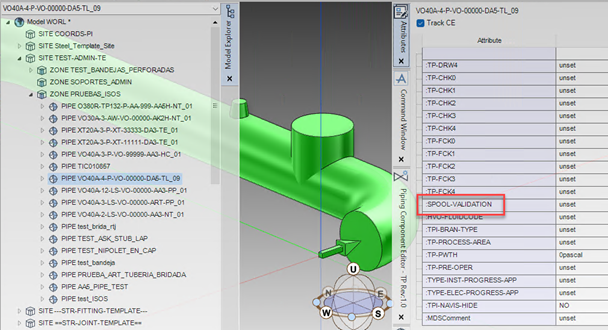 VO40A-4-P-VO-00000-DA5-TL_09
Model WORL *
SITE COORDS-PI
SITE Steel_Template_Site
SITE TEST-ADMIN-TE
ZONE TEST_BANDEJAS_PERFORADAS
ZONE SOPORTES_ADMIN
ZONE PRUEBAS_ISOS
PIPE O380R-TP132-P-AA-999-AA5H-NT_01
PIPE VO30A-3-AW-VO-00000-AK2H-NT_01
PIPE XT20A-3-P-XT-33333-DA3-TE_01
PIPE XT20A-4-P-XT-11111-DA3-TE_01
PIPE VO40A-3-P-VO-99999-AA3-HC_01
PIPE TIC010657
PIPE VO40A-4-P-VO-00000-DA5-TL_09
PIPE VO40A-12-LS-VO-00000-AA3-PP_01
PIPE VO40A-3-LS-VO-00000-ART-PP_01
PIPE VO40A-2-LS-VO-00000-AA3-NT_01
PIPE test_brida_rtj
PIPE TEST_ASK_STUB_LAP
PIPE TEST_NIPOLET_EN_CAP
PIPE test_bandeja
PIPE PRUEBA_ART_TUBERIA_BRIDADA
PIPE AA5_PIPE_TEST
PIPE test_ISOS
SITE ---STR-FITTING-TEMPLATE---
SITE ==STR-JOINT-TEMPLATE==
Model Explorer
U
N
E
W
S
Attributes
Command Window
Piping Component Editor - TP Rev:1.0
VO40A-4-P-VO-00000-DA5-TL_09
Track CE
Attribute
:TP-DRW4 unset
:TP-CHK0 unset
:TP-CHK1 unset
:TP-CHK2 unset
:TP-CHK3 unset
:TP-CHK4 unset
:TP-FCK0 unset
:TP-FCK1 unset
:TP-FCK2 unset
:TP-FCK3 unset
:TP-FCK4 unset
:SPOOL-VALIDATION unset
:HVO-FLUIDCODE unset
:TPI-BRAN-TYPE unset
:TP-PROCESS-AREA unset
:TP-PWTH 0pascal
:TP-PRE-OPER unset
:TYPE-INST-PROGRESS-APP unset
:TYPE-ELEC-PROGRESS-APP unset
:TPI-NAVIS-HIDE NO
:MDSComment unset